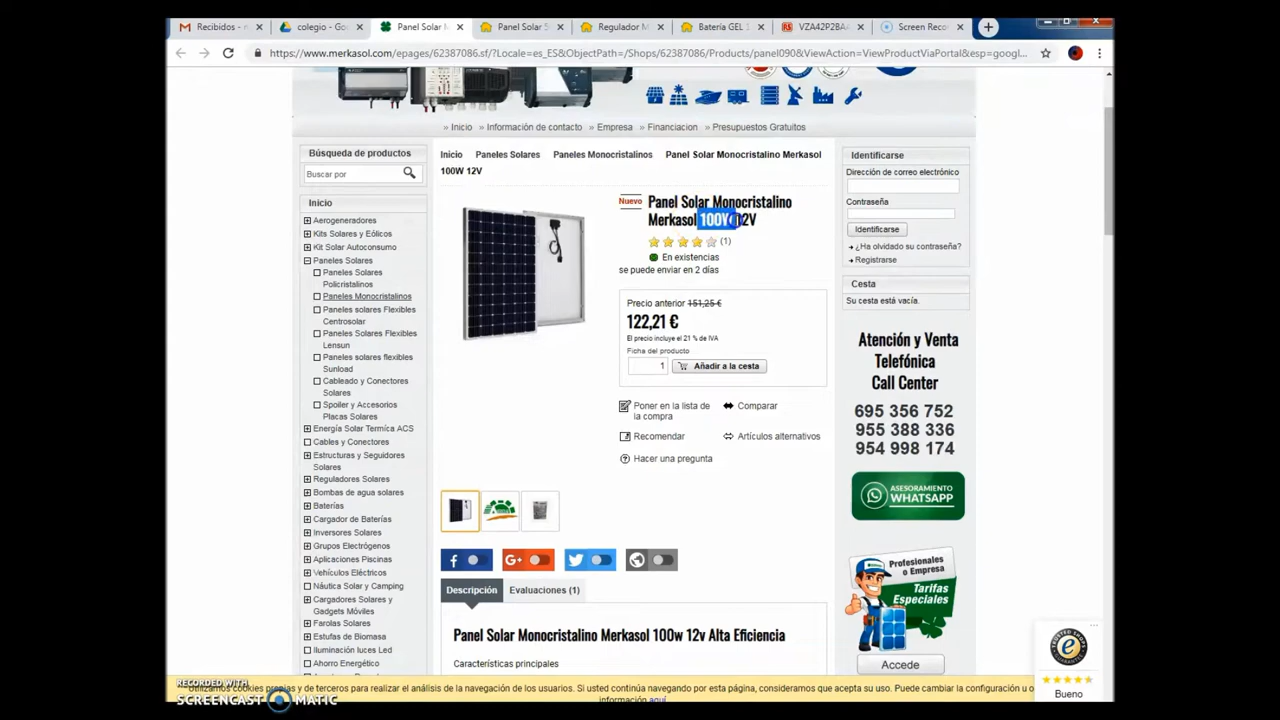 Recibidos - m
colegio - Goo
Panel Solar M
Panel Solar S
Regulador M
Batería GEL 1
VZA42P2BAA
Screen Recor
https://www.merkasol.com/epages/62387086.sf/?Locale=es_ES&ObjectPath=/Shops/62387086/Products/panel090&ViewAction=ViewProductViaPortal&esp=googl...
» Inicio » Información de contacto » Empresa » Financiacion » Presupuestos Gratuitos
Búsqueda de productos
Buscar por
Inicio
Aerogeneradores
Kits Solares y Eólicos
Kit Solar Autoconsumo
Paneles Solares
Paneles Solares
Policristalinos
Paneles Monocristalinos
Paneles solares Flexibles
Centrosolar
Paneles Solares Flexibles
Lensun
Paneles solares flexibles
Sunload
Cableado y Conectores
Solares
Spoiler y Accesorios
Placas Solares
Energía Solar Termíca ACS
Cables y Conectores
Estructuras y Seguidores
Solares
Reguladores Solares
Bombas de agua solares
Baterías
Cargador de Baterías
Inversores Solares
Grupos Electrógenos
Aplicaciones Piscinas
Vehículos Eléctricos
Náutica Solar y Camping
Cargadores Solares y
Gadgets Móviles
Farolas Solares
Estufas de Biomasa
Iluminación luces Led
Ahorro Energético
Inicio Paneles Solares Paneles Monocristalinos Panel Solar Monocristalino Merkasol
100W 12V
Nuevo
Panel Solar Monocristalino
Merkasol 100W 12V
(1)
En existencias
se puede enviar en 2 días
Precio anterior 151,25 €
122,21 €
El precio incluye el 21 % de IVA
Ficha del producto
1 Añadir a la cesta
Poner en la lista de
la compra
Comparar
Recomendar
Artículos alternativos
Hacer una pregunta
Descripción
Evaluaciones (1)
Panel Solar Monocristalino Merkasol 100w 12v Alta Eficiencia
Características principales
Identificarse
Dirección de correo electrónico
Contraseña
Identificarse
¿Ha olvidado su contraseña?
Registrarse
Cesta
Su cesta está vacía.
Atención y Venta
Telefónica
Call Center
695 356 752
955 388 336
954 998 174
ASESORAMIENTO
WHATSAPP
Profesionales
o Empresa
Tarifas
Especiales
Accede
TRUSTED SHOPS
Bueno
Utilizamos cookies propias y de terceros para realizar el análisis de la navegación de los usuarios. Si usted continúa navegando por esta página, consideramos que acepta su uso. Puede cambiar la configuración u o
información aquí
RECORDED WITH
SCREENCAST MATIC